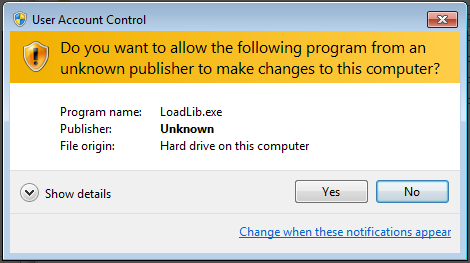 User Account Control
Do you want to allow the following program from an
unknown publisher to make changes to this computer?
Program name: LoadLib.exe
Publisher: Unknown
File origin: Hard drive on this computer
Show details
Yes No
Change when these notifications appear